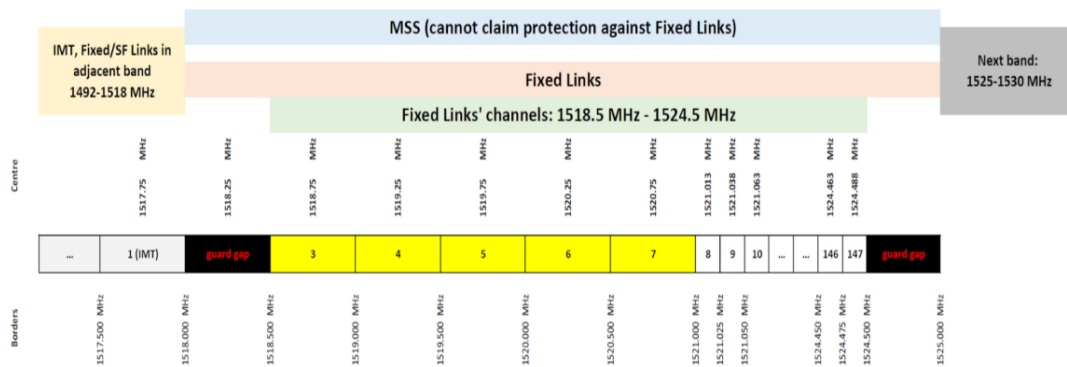 MSS (cannot claim protection against Fixed Links)
IMT, Fixed/SF Links in
adjacent band
1492-1518 MHz
Fixed Links
Next band:
1525-1530 MHz
Fixed Links' channels: 1518.5 MHz - 1524.5 MHz
Centre
1517.75 MHz
1518.25 MHz
1518.75 MHz
1519.25 MHz
1519.75 MHz
1520.25 MHz
1520.75 MHz
1521.013 MHz
1521.038 MHz
1521.063 MHz
1524.463 MHz
1524.488 MHz
... 1 (IMT) guard gap 3 4 5 6 7 8 9 10 ... ... 146 147 guard gap
Borders
1517.500 MHz
1518.000 MHz
1518.500 MHz
1519.000 MHz
1519.500 MHz
1520.000 MHz
1520.500 MHz
1521.000 MHz
1521.025 MHz
1521.050 MHz
1524.450 MHz
1524.475 MHz
1524.500 MHz
1525.000 MHz